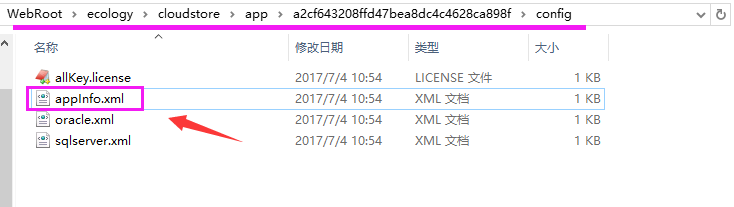 WebRoot > ecology > cloudstore > app > a2cf643208ffd47bea8dc4c4628ca898f > config
名称 修改日期 类型 大小
allKey.license 2017/7/4 10:54 LICENSE 文件 1 KB
appInfo.xml 2017/7/4 10:54 XML 文档 1 KB
oracle.xml 2017/7/4 10:54 XML 文档 1 KB
sqlserver.xml 2017/7/4 10:54 XML 文档 1 KB